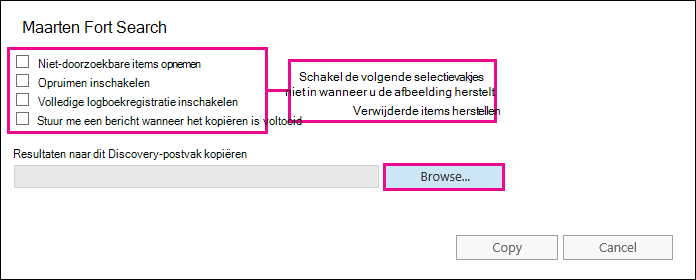 Maarten Fort Search
Niet-doorzoekbare items opnemen
Opruimen inschakelen
Volledige logboekregistratie inschakelen
Stuur me een bericht wanneer het kopiëren is voltooid
Schakel de volgende selectievakjes
niet in wanneer u de afbeelding herstelt
Verwijderde items herstellen
Resultaten naar dit Discovery-postvak kopiëren
Browse...
Copy
Cancel